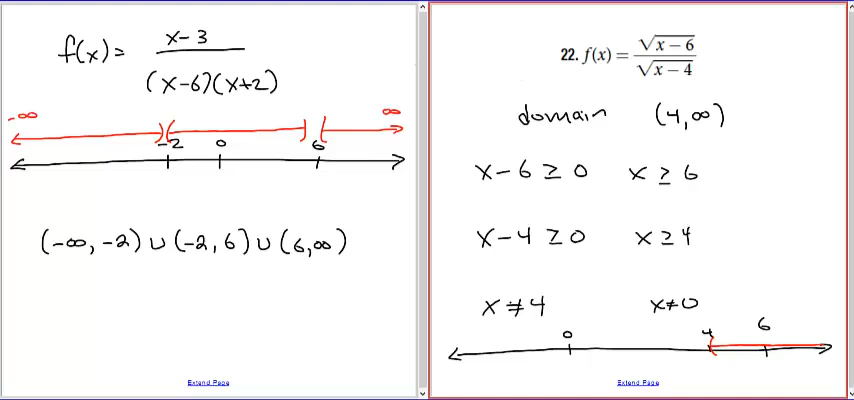 f(x) = x-3 / (x-6)(x+2)
-∞ ∞
-2 0 6
(-∞, -2) ∪ (-2, 6) ∪ (6, ∞)
Extend Page
22. f(x) = √x − 6 / √x − 4
domain (4, ∞)
x - 6 ≥ 0 x ≥ 6
x - 4 ≥ 0 x ≥ 4
x ≠ 4 x ≠ 0
0 4 6
Extend Page